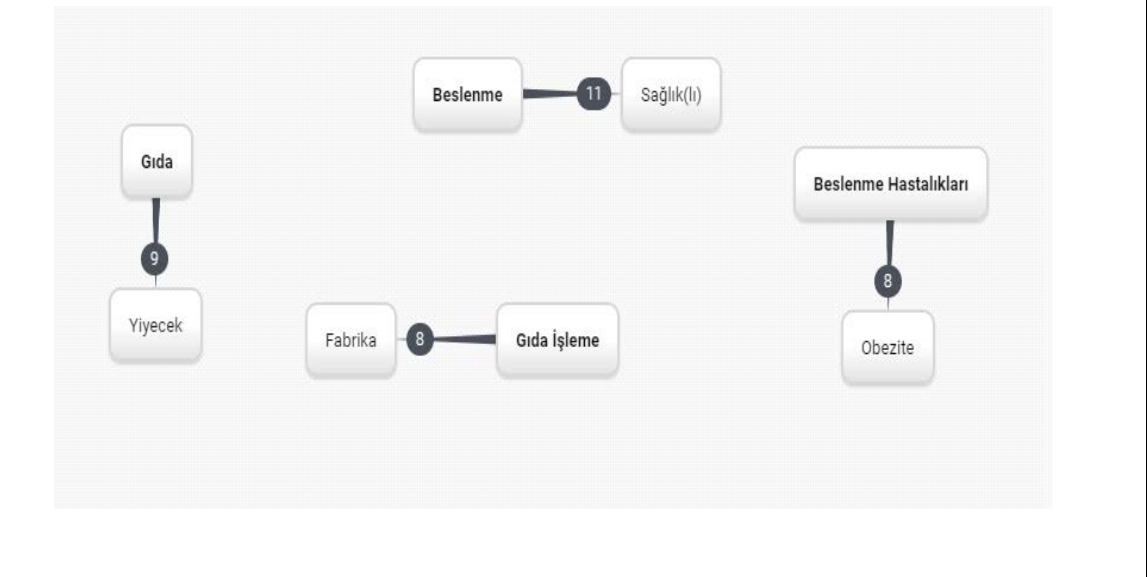 Beslenme 11 Sağlık(lı)
Gıda
9
Yiyecek
Beslenme Hastalıkları
8
Obezite
Fabrika 8 Gıda İşleme